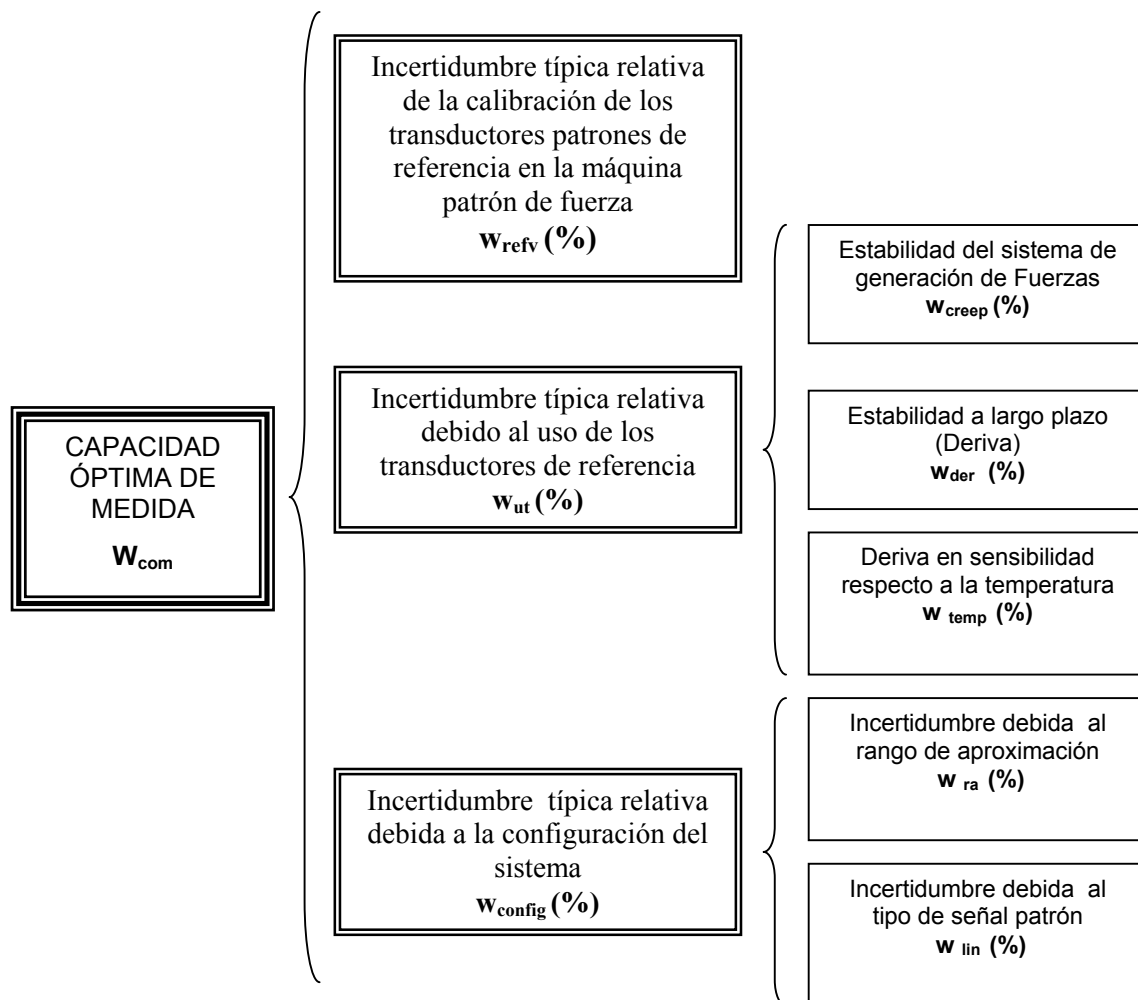 CAPACIDAD
ÓPTIMA DE
MEDIDA
Wcom
Incertidumbre típica relativa
de la calibración de los
transductores patrones de
referencia en la máquina
patrón de fuerza
wrefv (%)
Incertidumbre típica relativa
debido al uso de los
transductores de referencia
wut (%)
Estabilidad del sistema de
generación de Fuerzas
wcreep (%)
Estabilidad a largo plazo
(Deriva)
wder (%)
Deriva en sensibilidad
respecto a la temperatura
w temp (%)
Incertidumbre típica relativa
debida a la configuración del
sistema
wconfig (%)
Incertidumbre debida al
rango de aproximación
w ra (%)
Incertidumbre debida al
tipo de señal patrón
w lin (%)